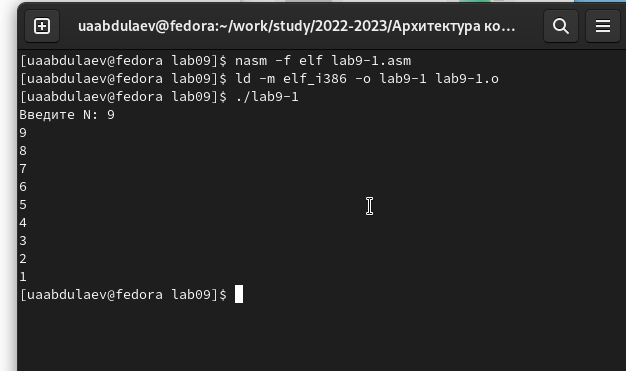 uaabdulaev@fedora:~/work/study/2022-2023/Архитектура ко...
[uaabdulaev@fedora lab09]$ nasm -f elf lab9-1.asm
[uaabdulaev@fedora lab09]$ ld -m elf_i386 -o lab9-1 lab9-1.o
[uaabdulaev@fedora lab09]$ ./lab9-1
Введите N: 9
9
8
7
6
5
4
3
2
1
[uaabdulaev@fedora lab09]$